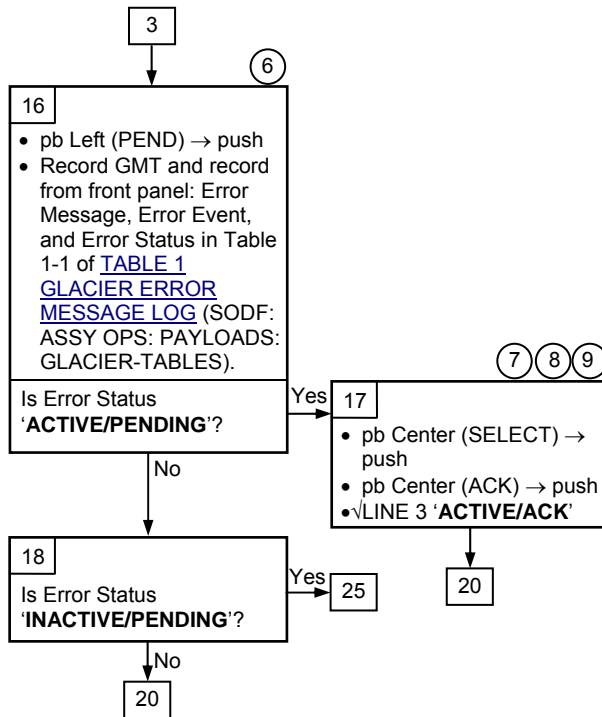 3
6
16
• pb Left (PEND) → push
• Record GMT and record
from front panel: Error
Message, Error Event,
and Error Status in Table
1-1 of TABLE 1
GLACIER ERROR
MESSAGE LOG (SODF:
ASSY OPS: PAYLOADS:
GLACIER-TABLES).
Is Error Status
‘ACTIVE/PENDING’?
Yes
No
7 8 9
17
• pb Center (SELECT) →
push
• pb Center (ACK) → push
•√LINE 3 ‘ACTIVE/ACK’
20
18
Is Error Status
‘INACTIVE/PENDING’?
Yes
25
No
20